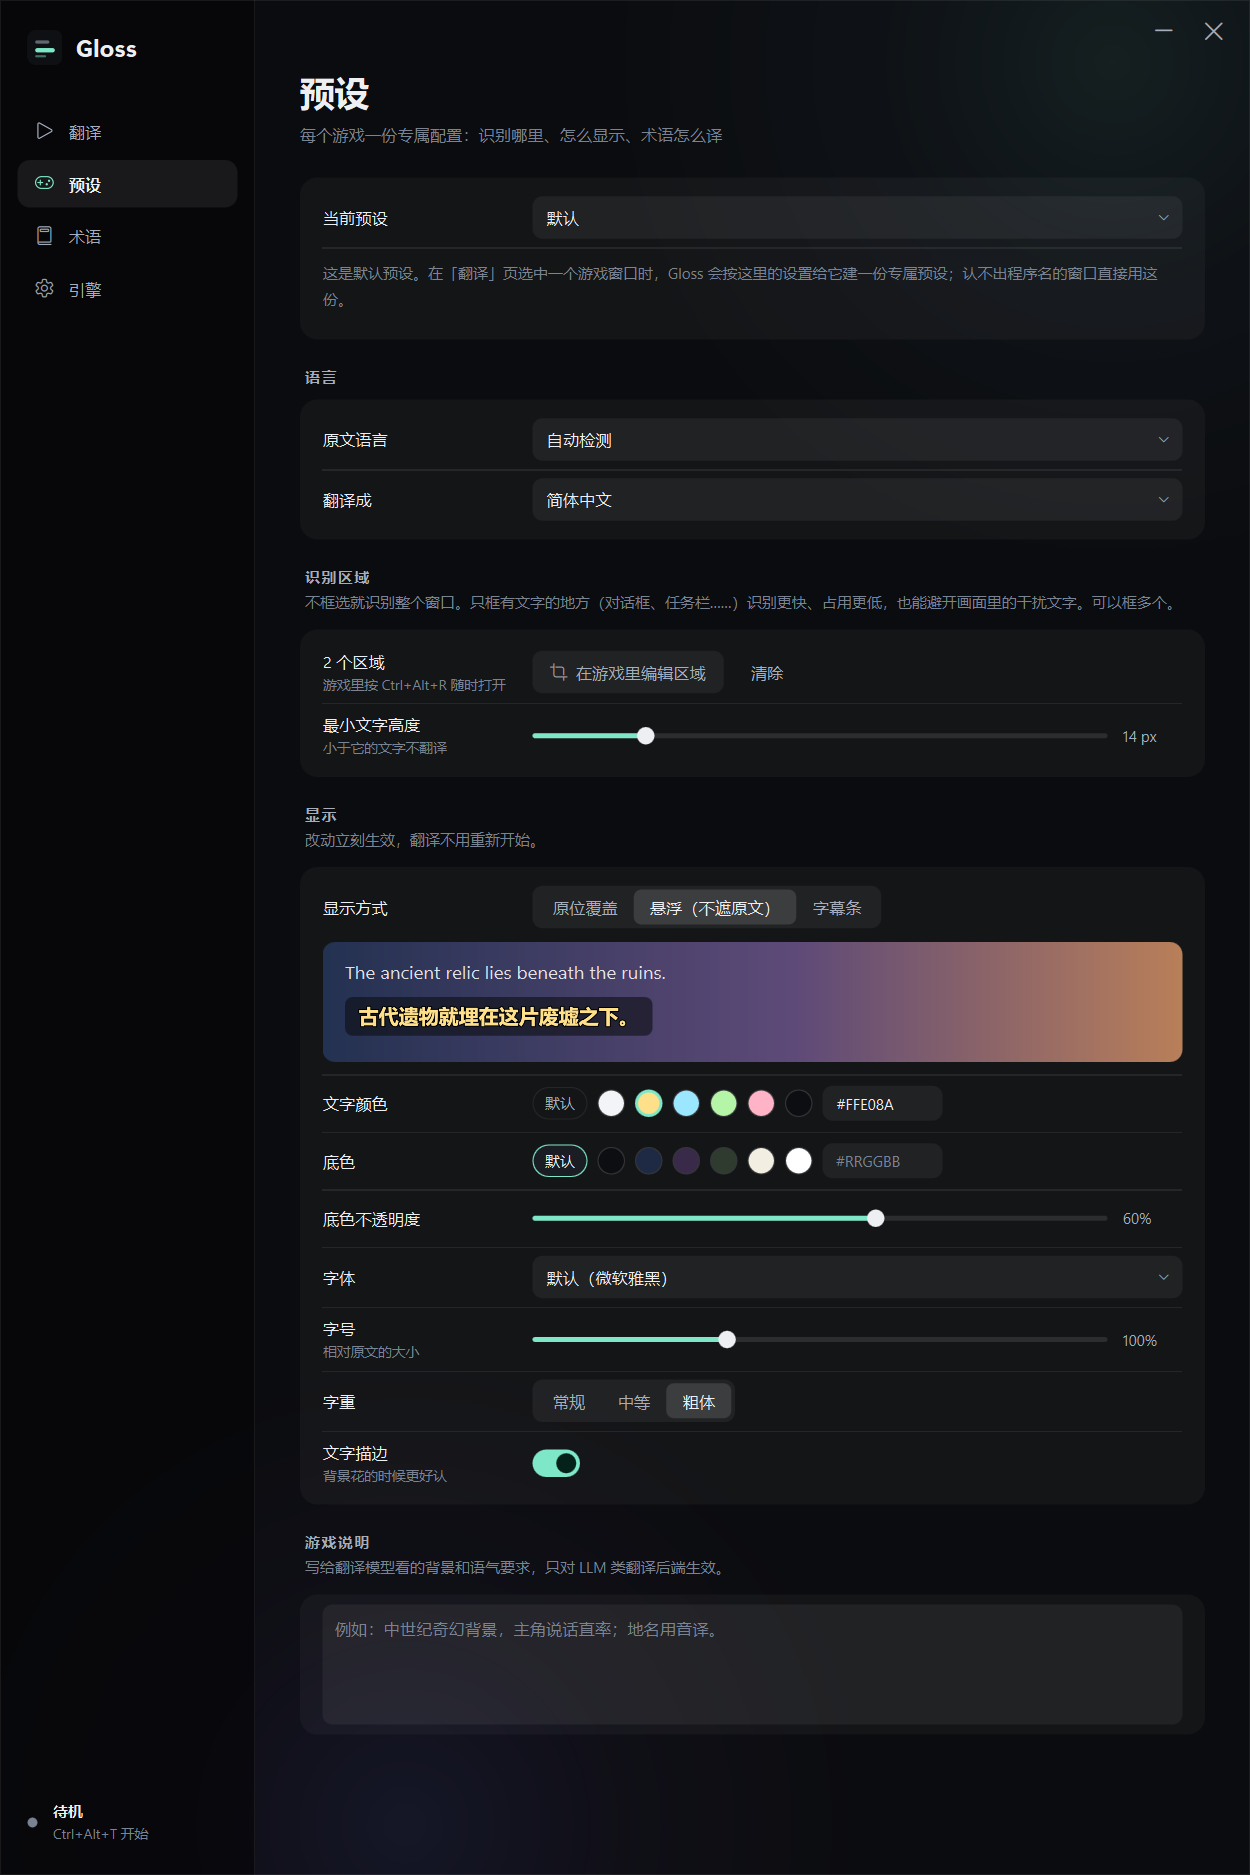 Gloss
翻译
预设
术语
引擎
预设
每个游戏一份专属配置：识别哪里、怎么显示、术语怎么译
当前预设
默认
这是默认预设。在「翻译」页选中一个游戏窗口时，Gloss 会按这里的设置给它建一份专属预设；认不出程序名的窗口直接用这
份。
语言
原文语言
自动检测
翻译成
简体中文
识别区域
不框选就识别整个窗口。只框有文字的地方（对话框、任务栏……）识别更快、占用更低，也能避开画面里的干扰文字。可以框多个。
2 个区域
游戏里按 Ctrl+Alt+R 随时打开
在游戏里编辑区域
清除
最小文字高度
小于它的文字不翻译
14 px
显示
改动立刻生效，翻译不用重新开始。
显示方式
原位覆盖
悬浮（不遮原文）
字幕条
The ancient relic lies beneath the ruins.
古代遗物就埋在这片废墟之下。
文字颜色
默认
#FFE08A
底色
默认
#RRGGBB
底色不透明度
60%
字体
默认（微软雅黑）
字号
相对原文的大小
100%
字重
常规
中等
粗体
文字描边
背景花的时候更好认
游戏说明
写给翻译模型看的背景和语气要求，只对 LLM 类翻译后端生效。
例如：中世纪奇幻背景，主角说话直率；地名用音译。
待机
Ctrl+Alt+T 开始